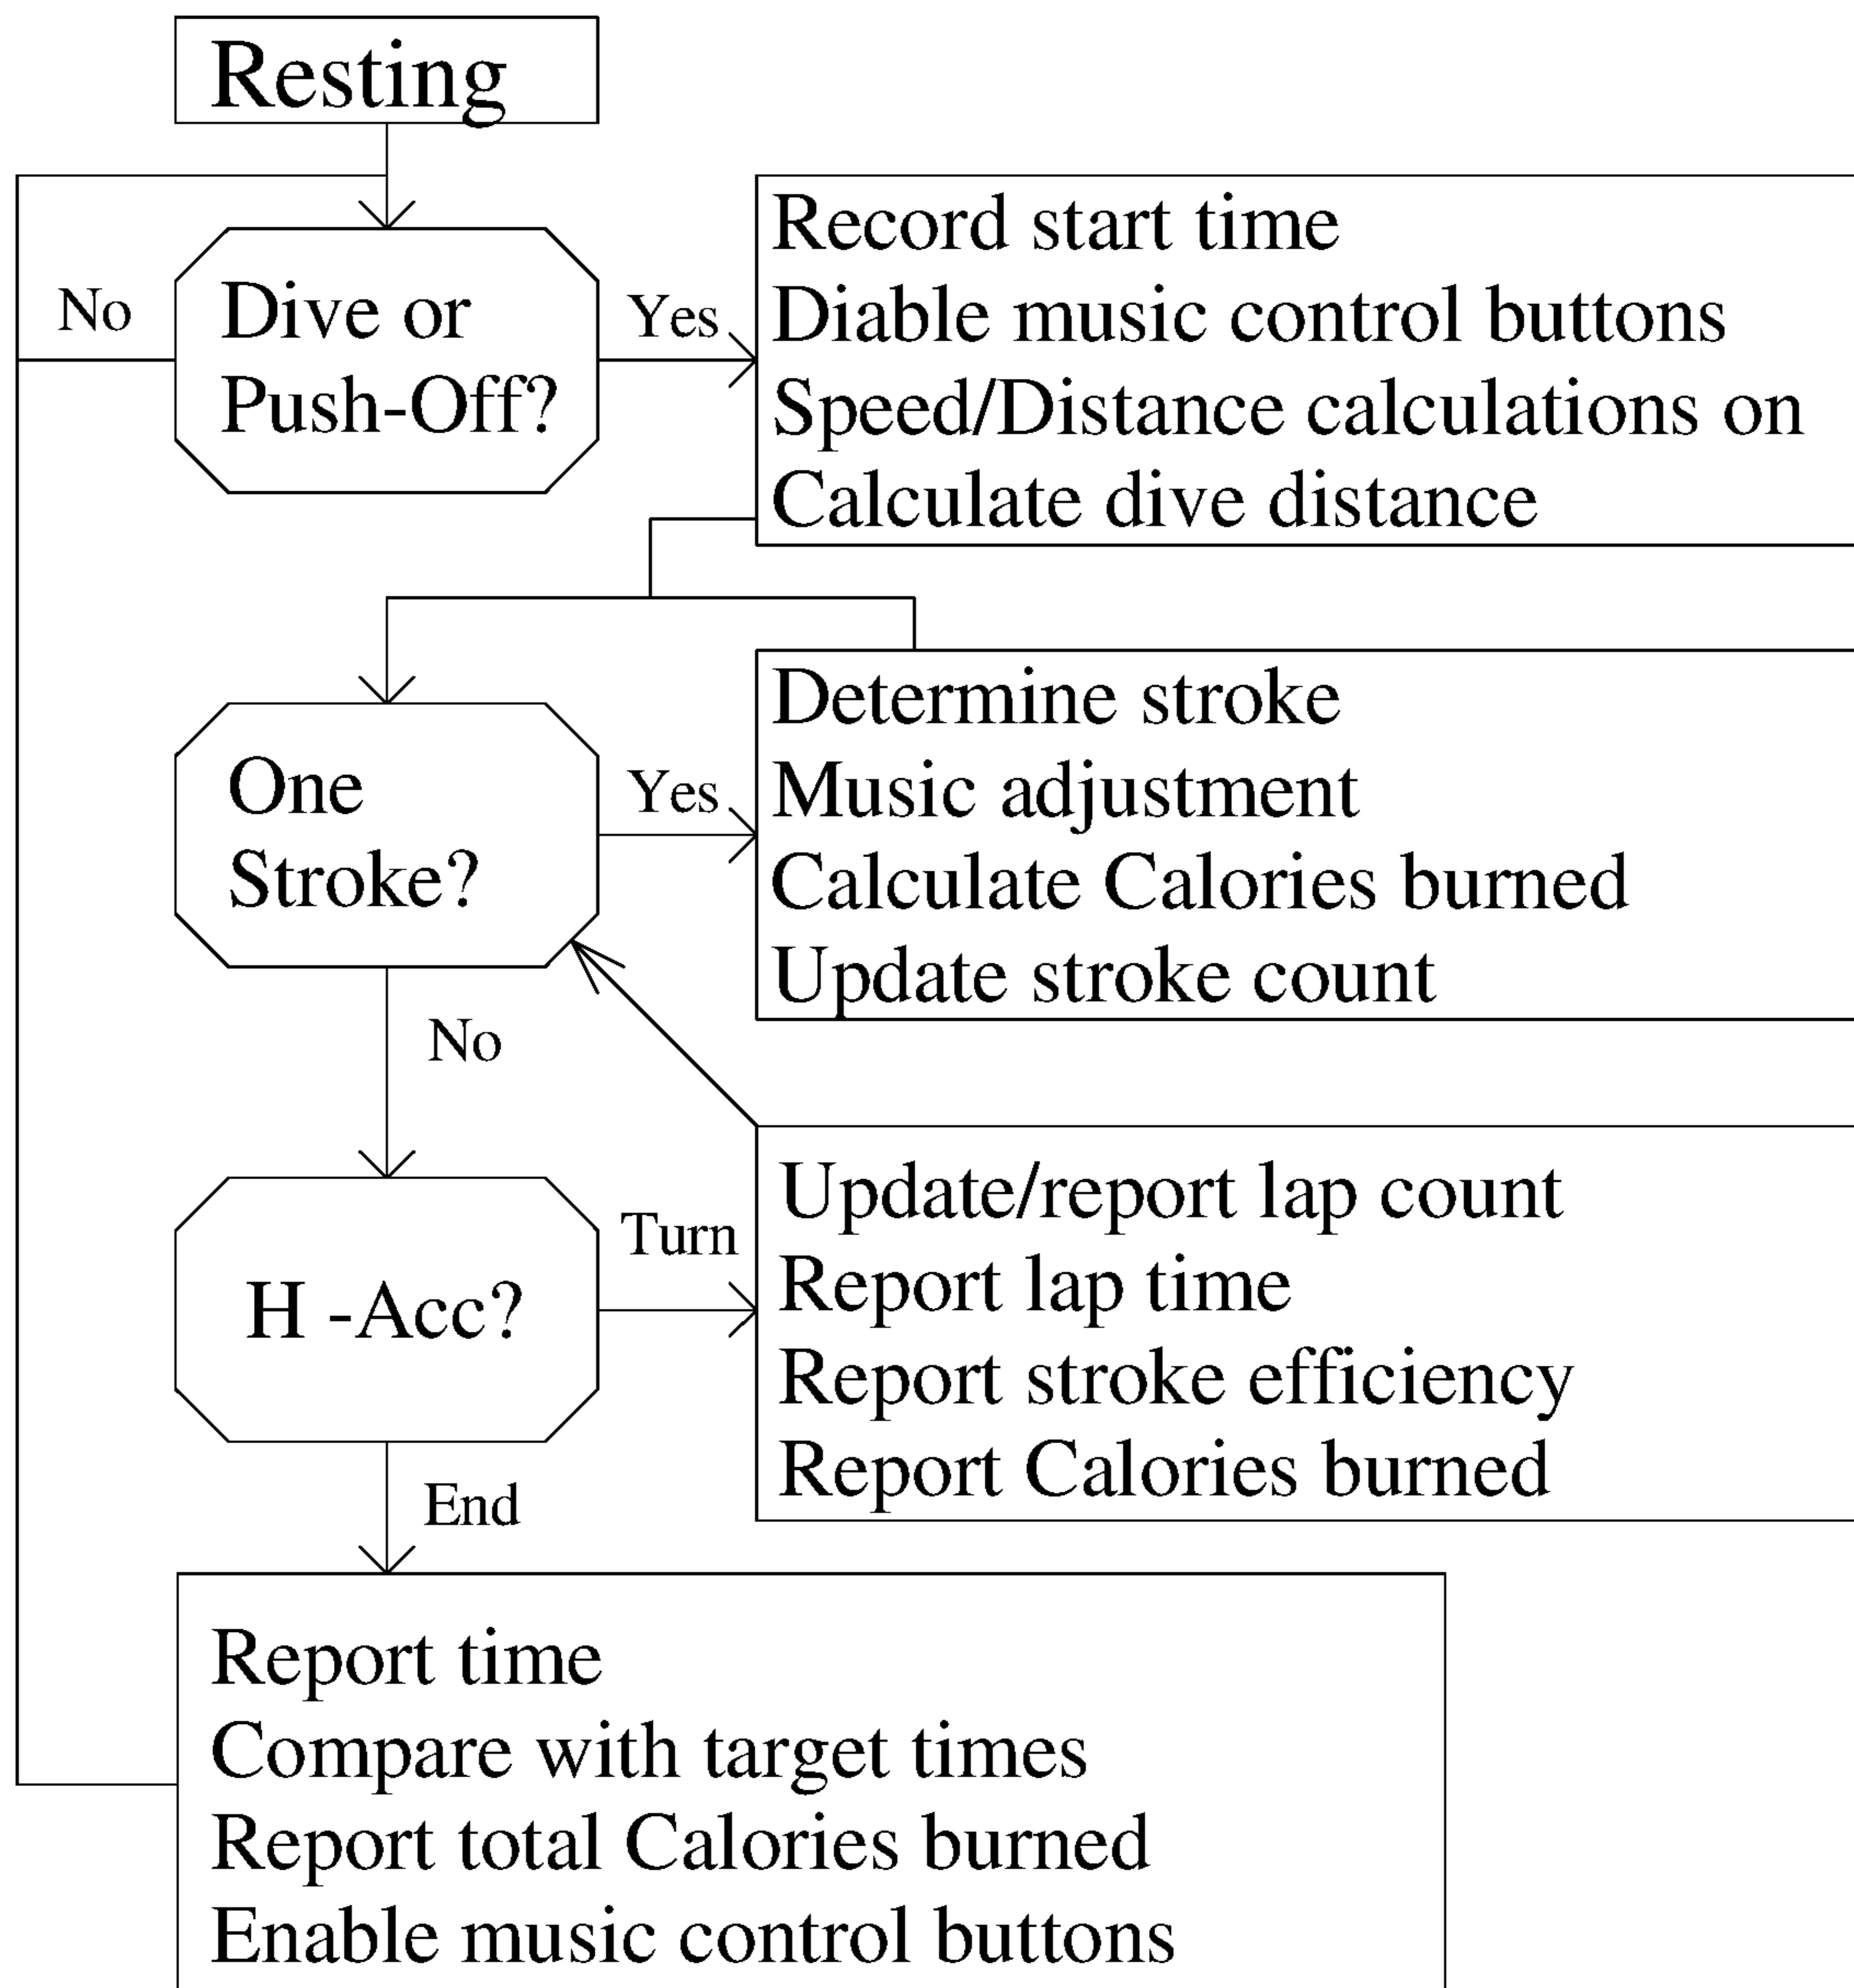 Resting
No
Dive or
Push-Off?
Yes
Record start time
Diable music control buttons
Speed/Distance calculations on
Calculate dive distance
One
Stroke?
Yes
Determine stroke
Music adjustment
Calculate Calories burned
Update stroke count
No
H -Acc?
Turn
Update/report lap count
Report lap time
Report stroke efficiency
Report Calories burned
End
Report time
Compare with target times
Report total Calories burned
Enable music control buttons